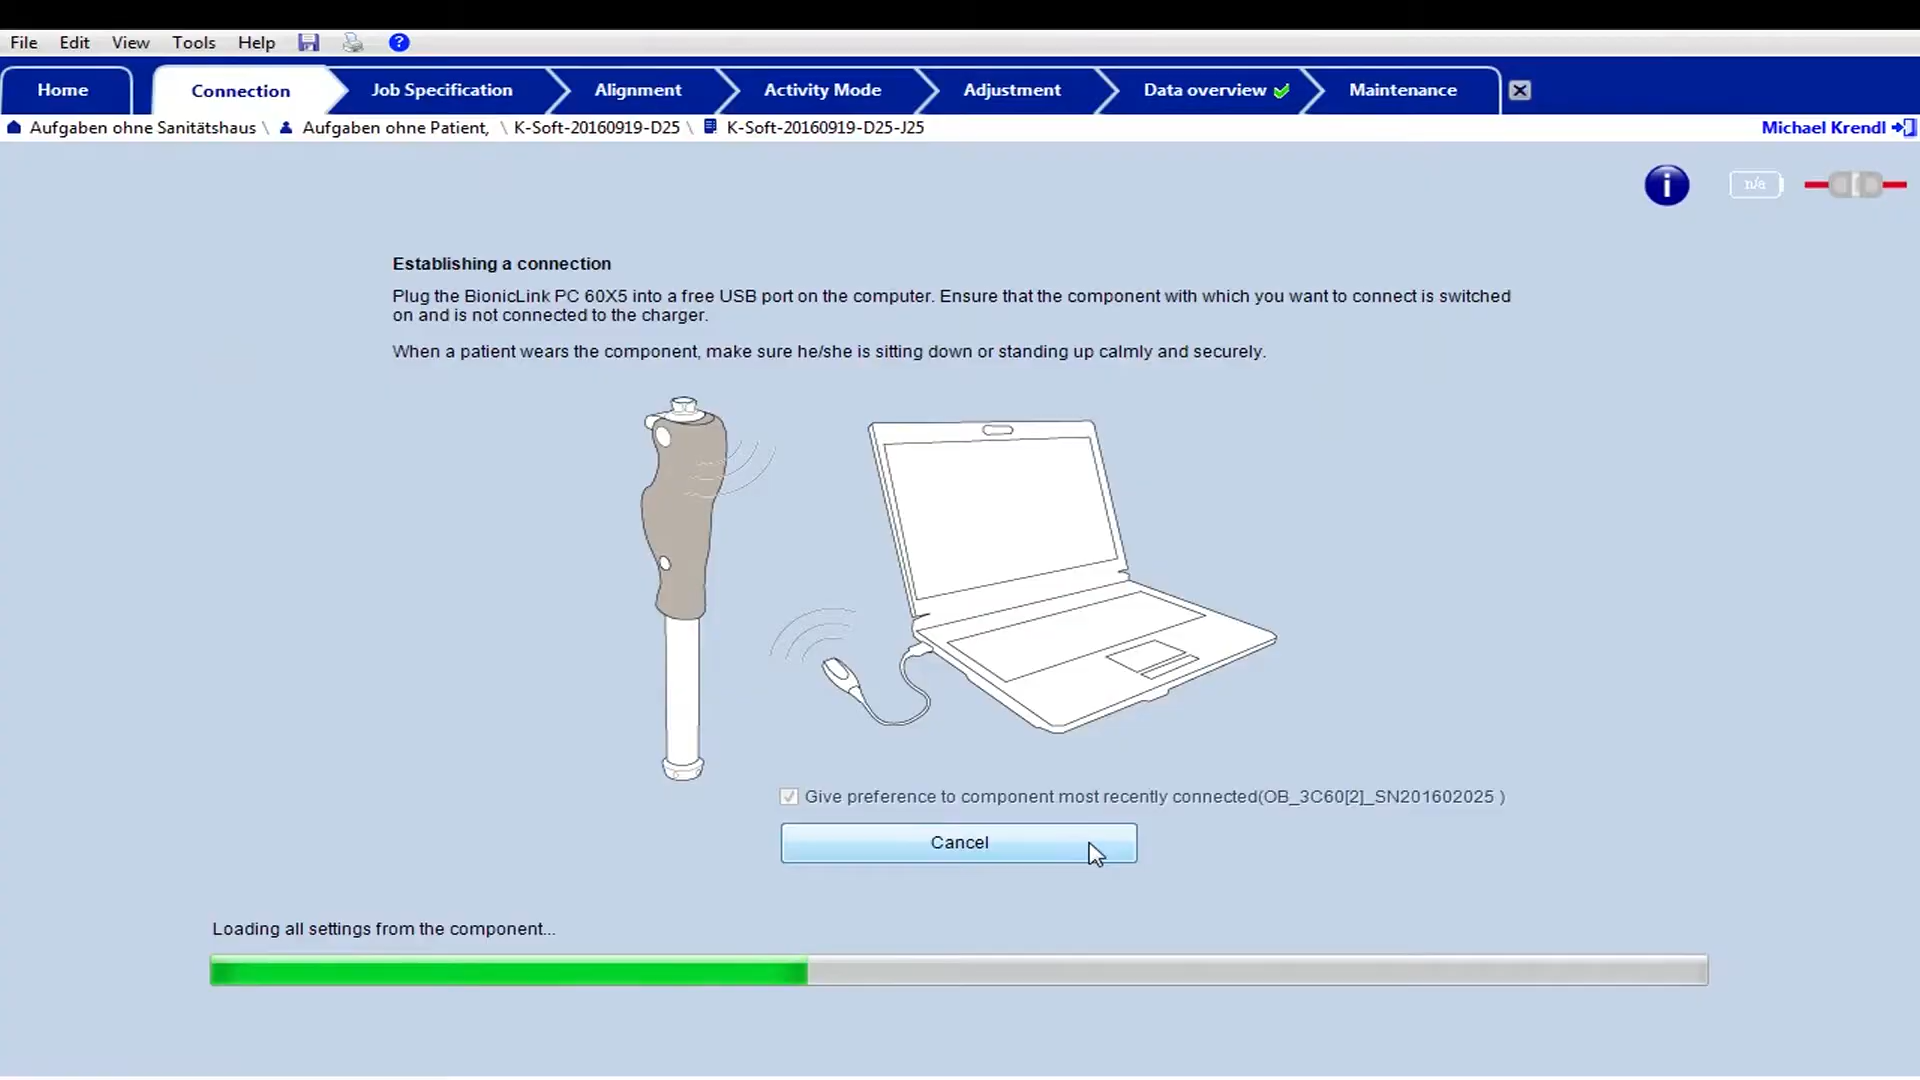 File Edit View Tools Help
Home Connection Job Specification Alignment Activity Mode Adjustment Data overview Maintenance
Aufgaben ohne Sanitätshaus \ Aufgaben ohne Patient, \ K-Soft-20160919-D25 \ K-Soft-20160919-D25-J25 Michael Krendl
n/a
Establishing a connection
Plug the BionicLink PC 60X5 into a free USB port on the computer. Ensure that the component with which you want to connect is switched
on and is not connected to the charger.
When a patient wears the component, make sure he/she is sitting down or standing up calmly and securely.
Give preference to component most recently connected(OB_3C60[2]_SN201602025 )
Cancel
Loading all settings from the component...